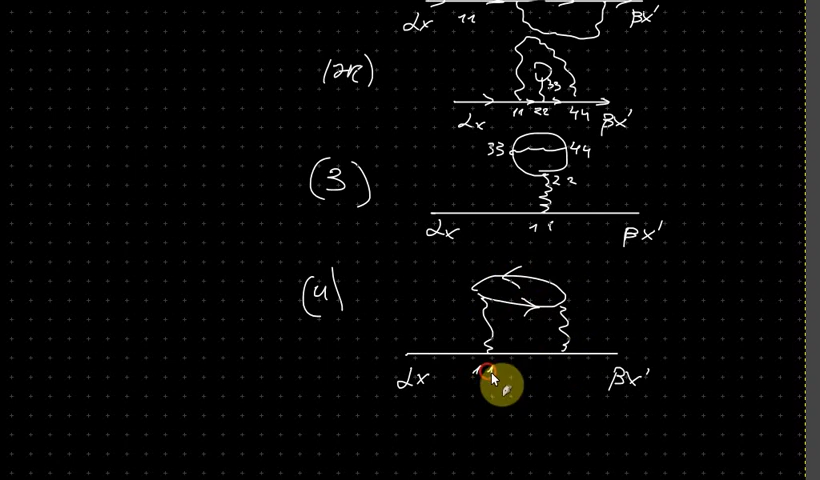 αx 11 βx'
(2R)
33
11 22 44
αx βx'
(3)
33 44
22
11
αx βx'
(4)
αx 11 βx'